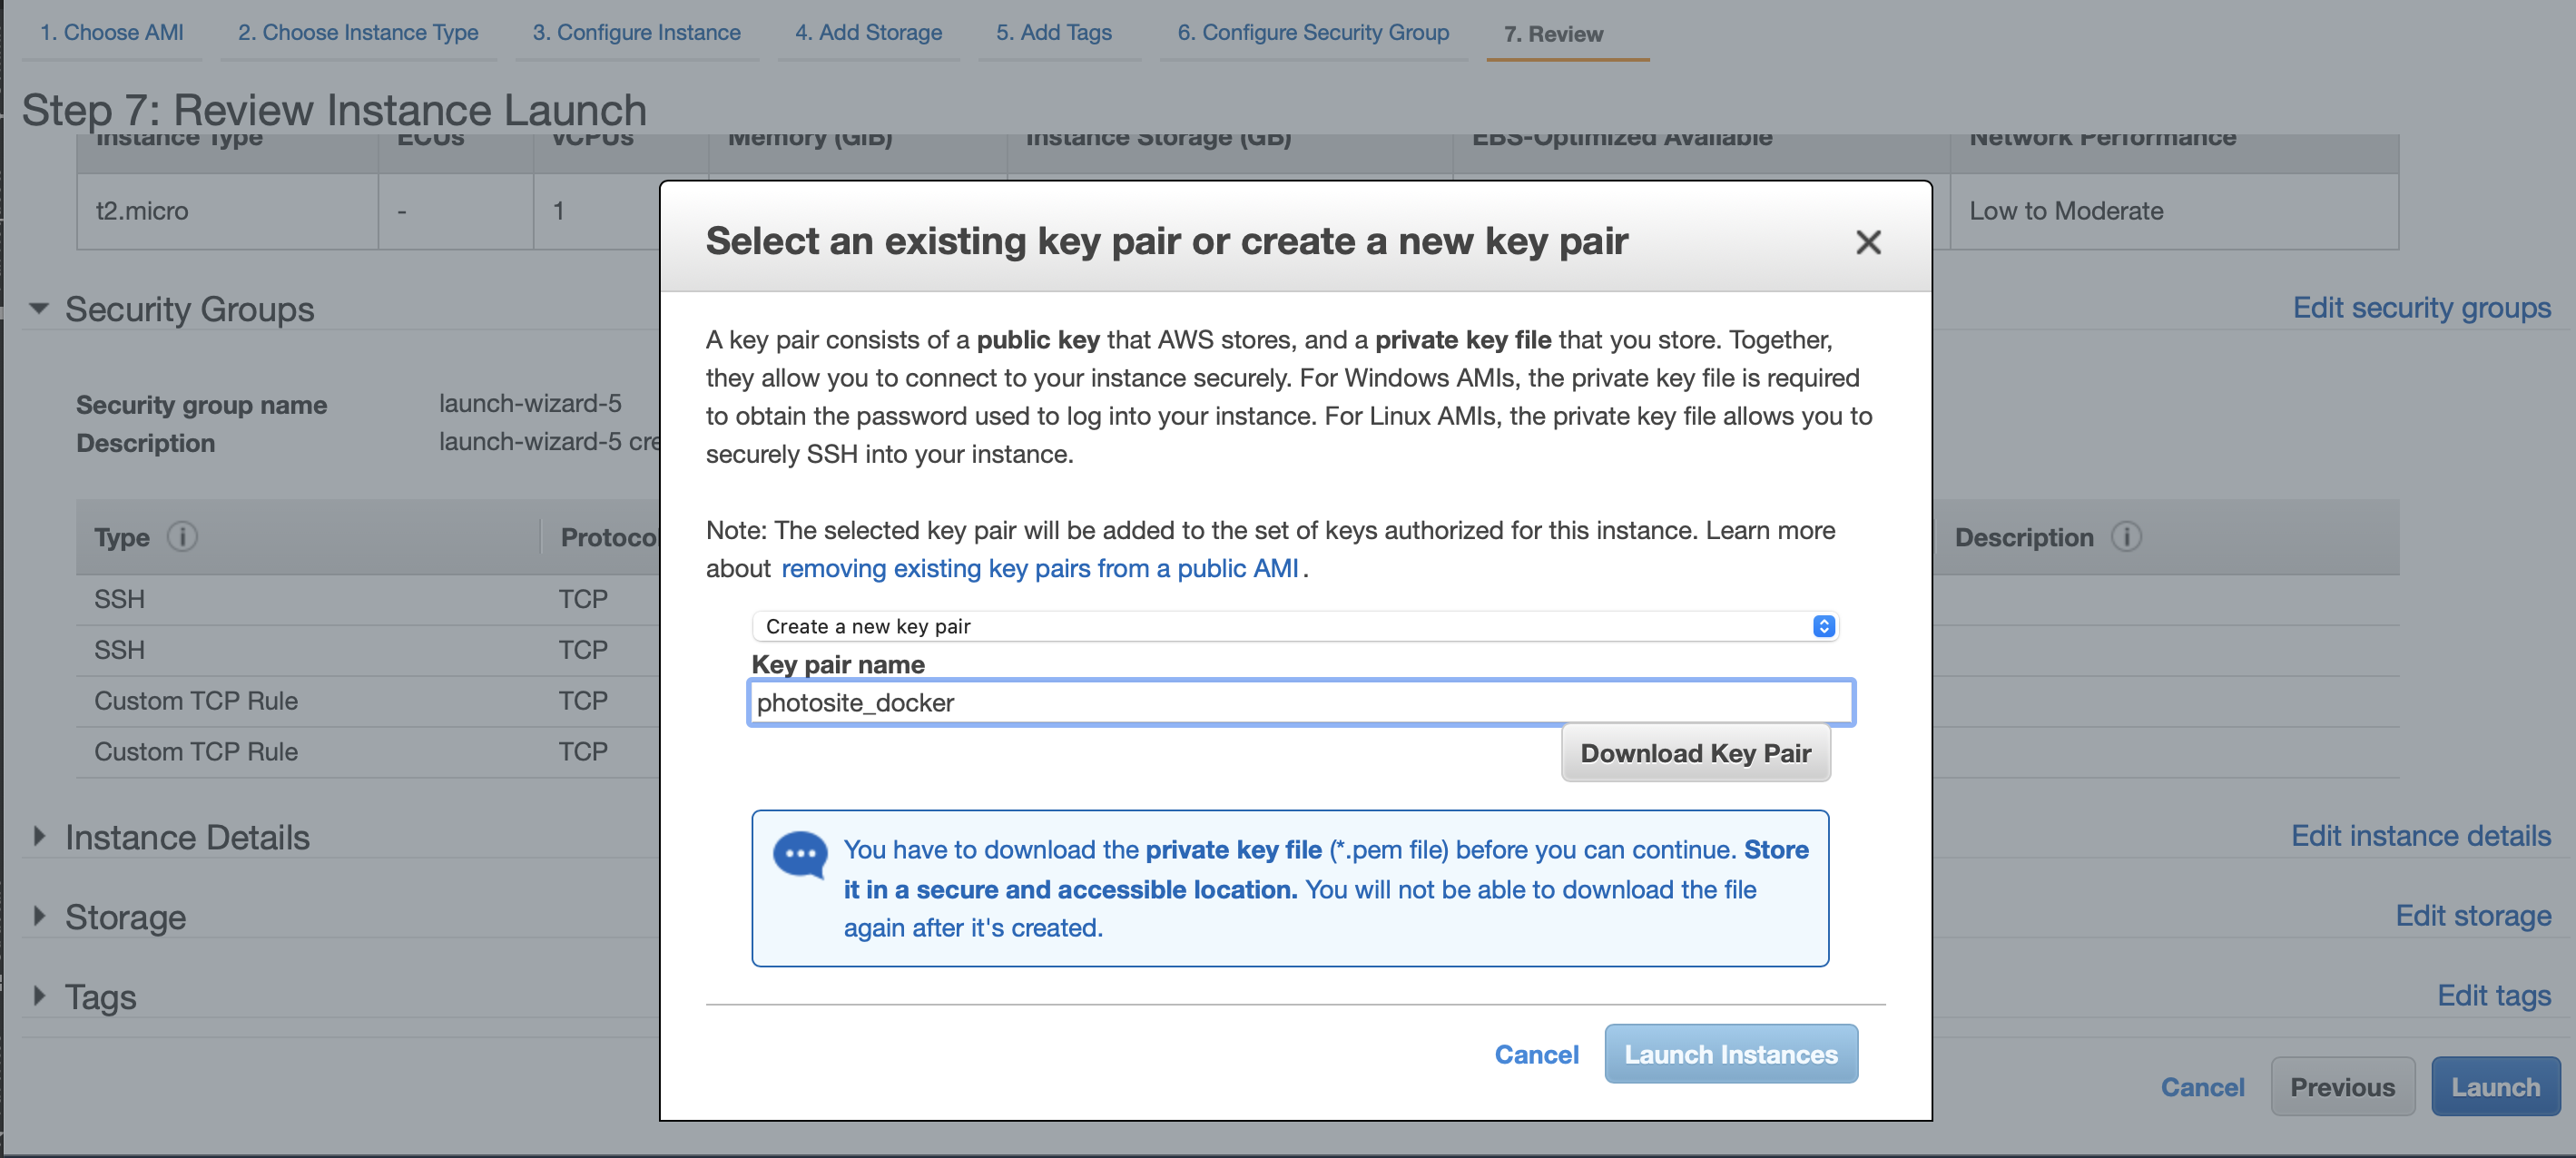 1. Choose AMI 2. Choose Instance Type 3. Configure Instance 4. Add Storage 5. Add Tags 6. Configure Security Group 7. Review
Step 7: Review Instance Launch
Instance Type ECUs vCPUs Memory (GiB) Instance Storage (GB) EBS-Optimized Available Network Performance
t2.micro - 1 Low to Moderate
Security Groups Edit security groups
Security group name launch-wizard-5
Description launch-wizard-5 cre
Type i Protoco Description i
SSH TCP
SSH TCP
Custom TCP Rule TCP
Custom TCP Rule TCP
Instance Details Edit instance details
Storage Edit storage
Tags Edit tags
Cancel Previous Launch
Select an existing key pair or create a new key pair
A key pair consists of a public key that AWS stores, and a private key file that you store. Together,
they allow you to connect to your instance securely. For Windows AMIs, the private key file is required
to obtain the password used to log into your instance. For Linux AMIs, the private key file allows you to
securely SSH into your instance.
Note: The selected key pair will be added to the set of keys authorized for this instance. Learn more
about removing existing key pairs from a public AMI.
Create a new key pair
Key pair name
photosite_docker
Download Key Pair
You have to download the private key file (*.pem file) before you can continue. Store
it in a secure and accessible location. You will not be able to download the file
again after it's created.
Cancel Launch Instances